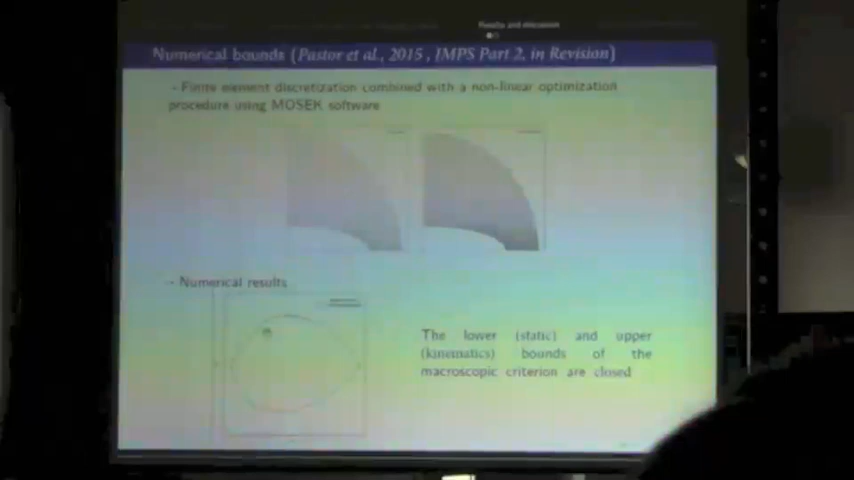 Results and discussion
Numerical bounds (Pastor et al., 2015 , JMPS Part 2, in Revision)
- Finite element discretization combined with a non-linear optimization
procedure using MOSEK software
- Numerical results
The lower (static) and upper
(kinematics) bounds of the
macroscopic criterion are closed